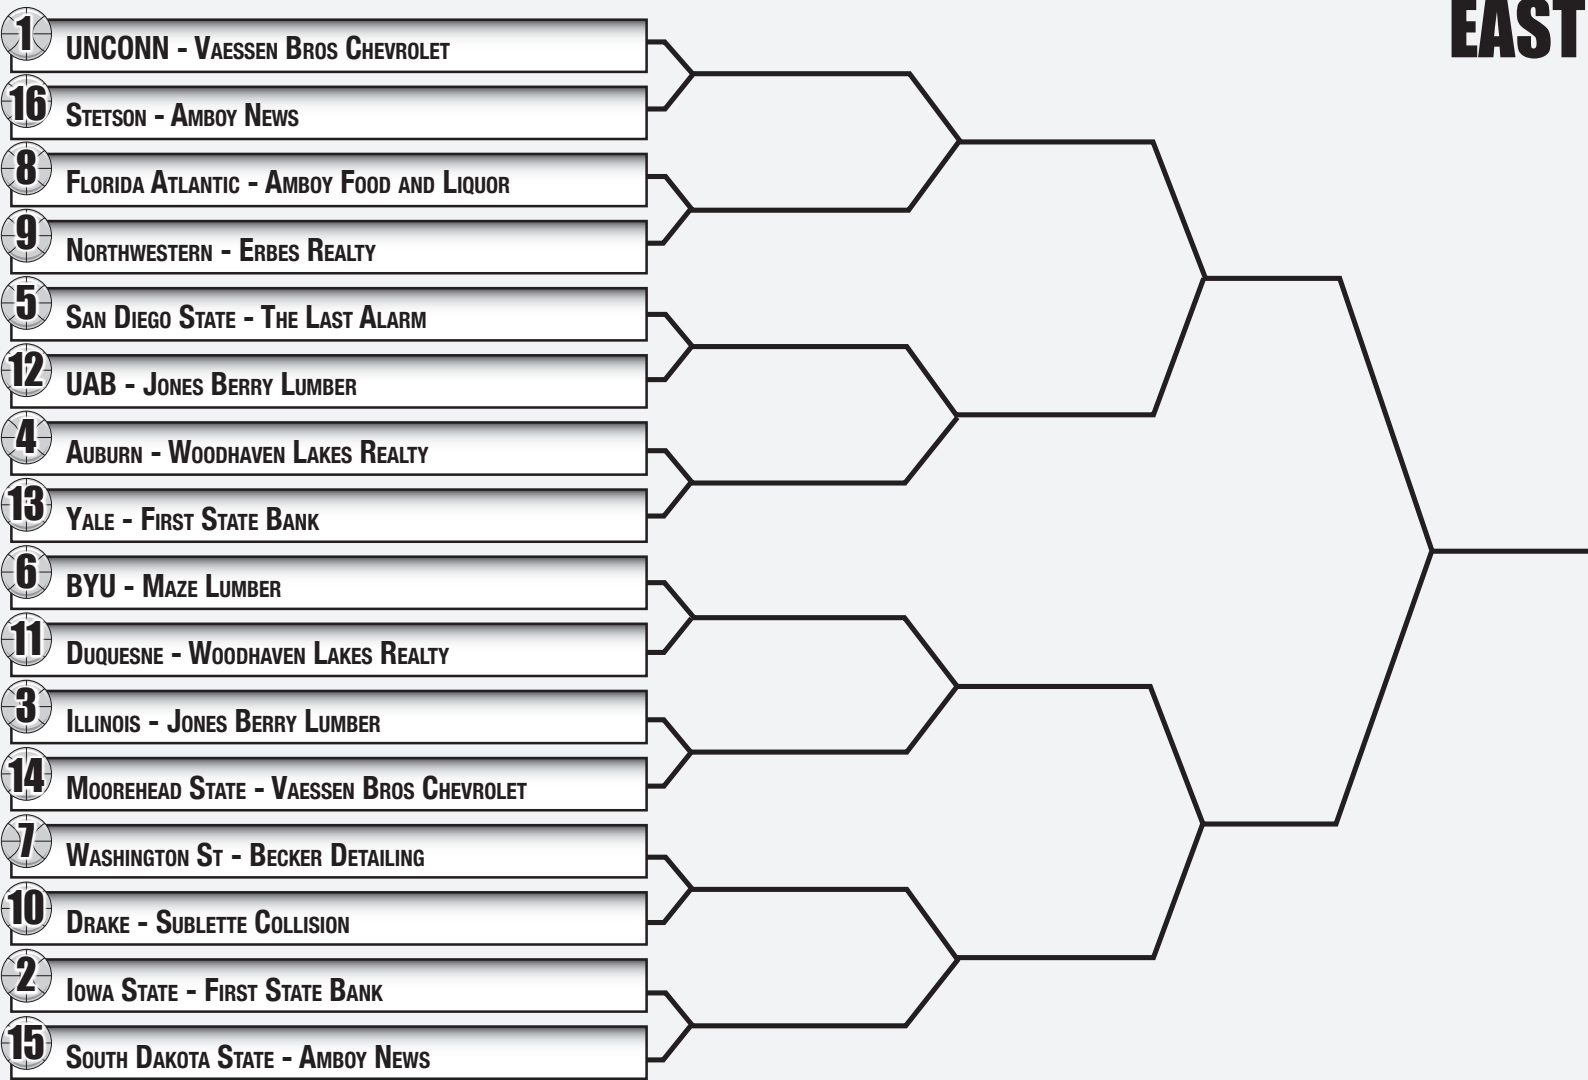 EAST
1 UNCONN - Vaessen Bros Chevrolet
16 Stetson - Amboy News
8 Florida Atlantic - Amboy Food and Liquor
9 Northwestern - Erbes Realty
5 San Diego State - The Last Alarm
12 UAB - Jones Berry Lumber
4 Auburn - Woodhaven Lakes Realty
13 Yale - First State Bank
6 BYU - Maze Lumber
11 Duquesne - Woodhaven Lakes Realty
3 Illinois - Jones Berry Lumber
14 Moorehead State - Vaessen Bros Chevrolet
7 Washington St - Becker Detailing
10 Drake - Sublette Collision
2 Iowa State - First State Bank
15 South Dakota State - Amboy News